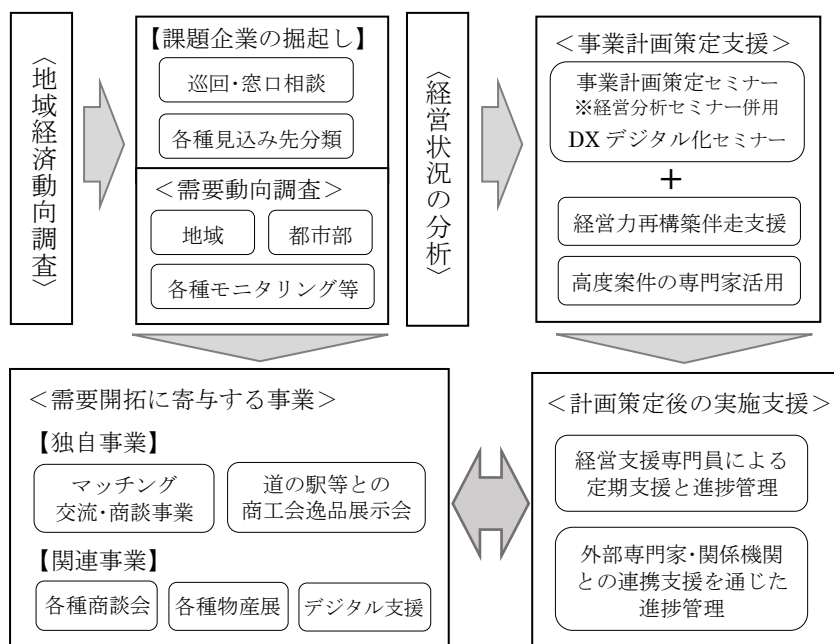 〈地域経済動向調査〉
【課題企業の掘起し】
巡回・窓口相談
各種見込み先分類
＜需要動向調査＞
地域
都市部
各種モニタリング等
〈経営状況の分析〉
＜事業計画策定支援＞
事業計画策定セミナー
※経営分析セミナー併用
DX デジタル化セミナー
＋
経営力再構築伴走支援
高度案件の専門家活用
＜需要開拓に寄与する事業＞
【独自事業】
マッチング
交流・商談事業
道の駅等との
商工会逸品展示会
【関連事業】
各種商談会
各種物産展
デジタル支援
＜計画策定後の実施支援＞
経営支援専門員による
定期支援と進捗管理
外部専門家・関係機関
との連携支援を通じた
進捗管理